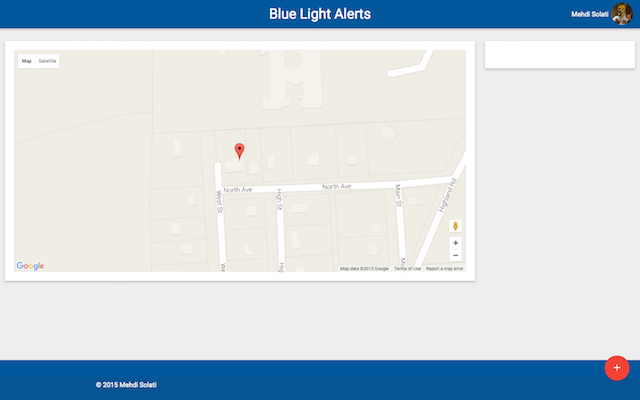 Blue Light Alerts
Mehdi Solati
Map Satellite
North Ave
North Ave
West St
High St
Main St
Highland Rd
+
−
Google
Map data ©2015 Google Terms of Use Report a map error
+
© 2015 Mehdi Solati